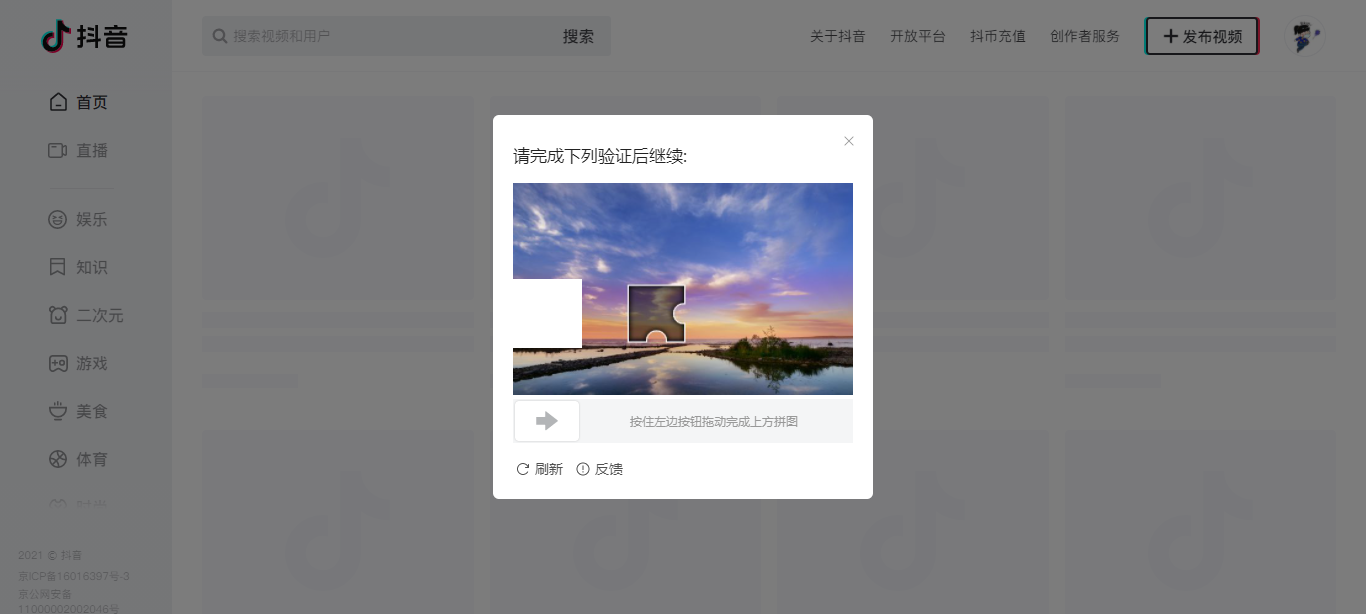 抖音
搜索视频和用户
搜索
关于抖音
开放平台
抖币充值
创作者服务
发布视频
首页
直播
娱乐
知识
二次元
游戏
美食
体育
请完成下列验证后继续:
按住左边按钮拖动完成上方拼图
刷新
反馈
2021 © 抖音
京ICP备16016397号-3
京公网安备
11000002002046号